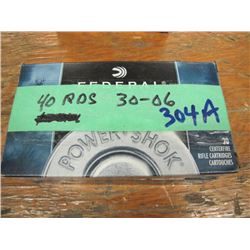 FEDERAL
40 RDS 30-06
304A
POWER-SHOK
20
CENTERFIRE
RIFLE CARTRIDGES
CARTOUCHES